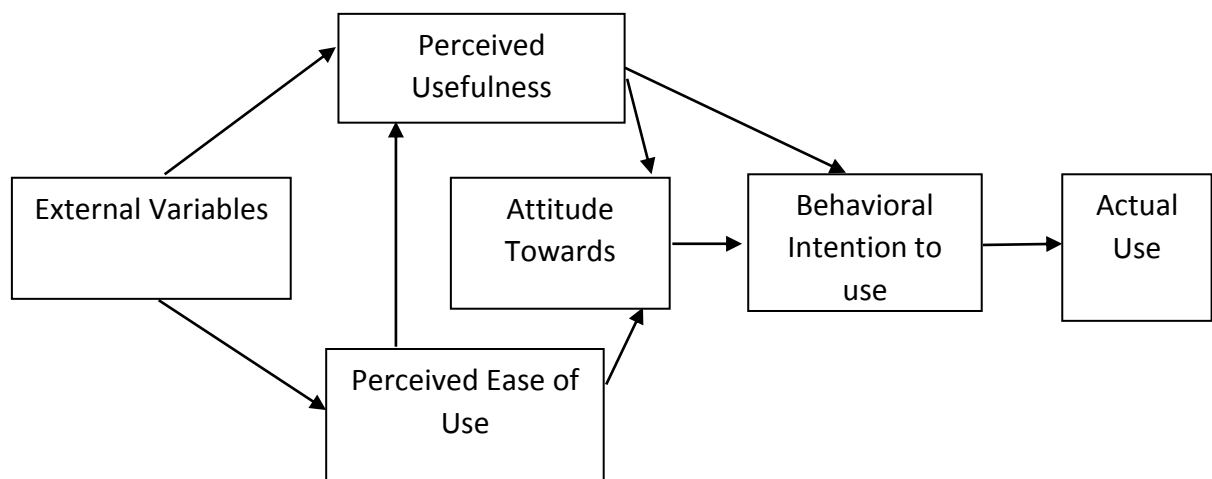 Perceived
Usefulness
External Variables
Attitude
Towards
Behavioral
Intention to
use
Actual
Use
Perceived Ease of
Use